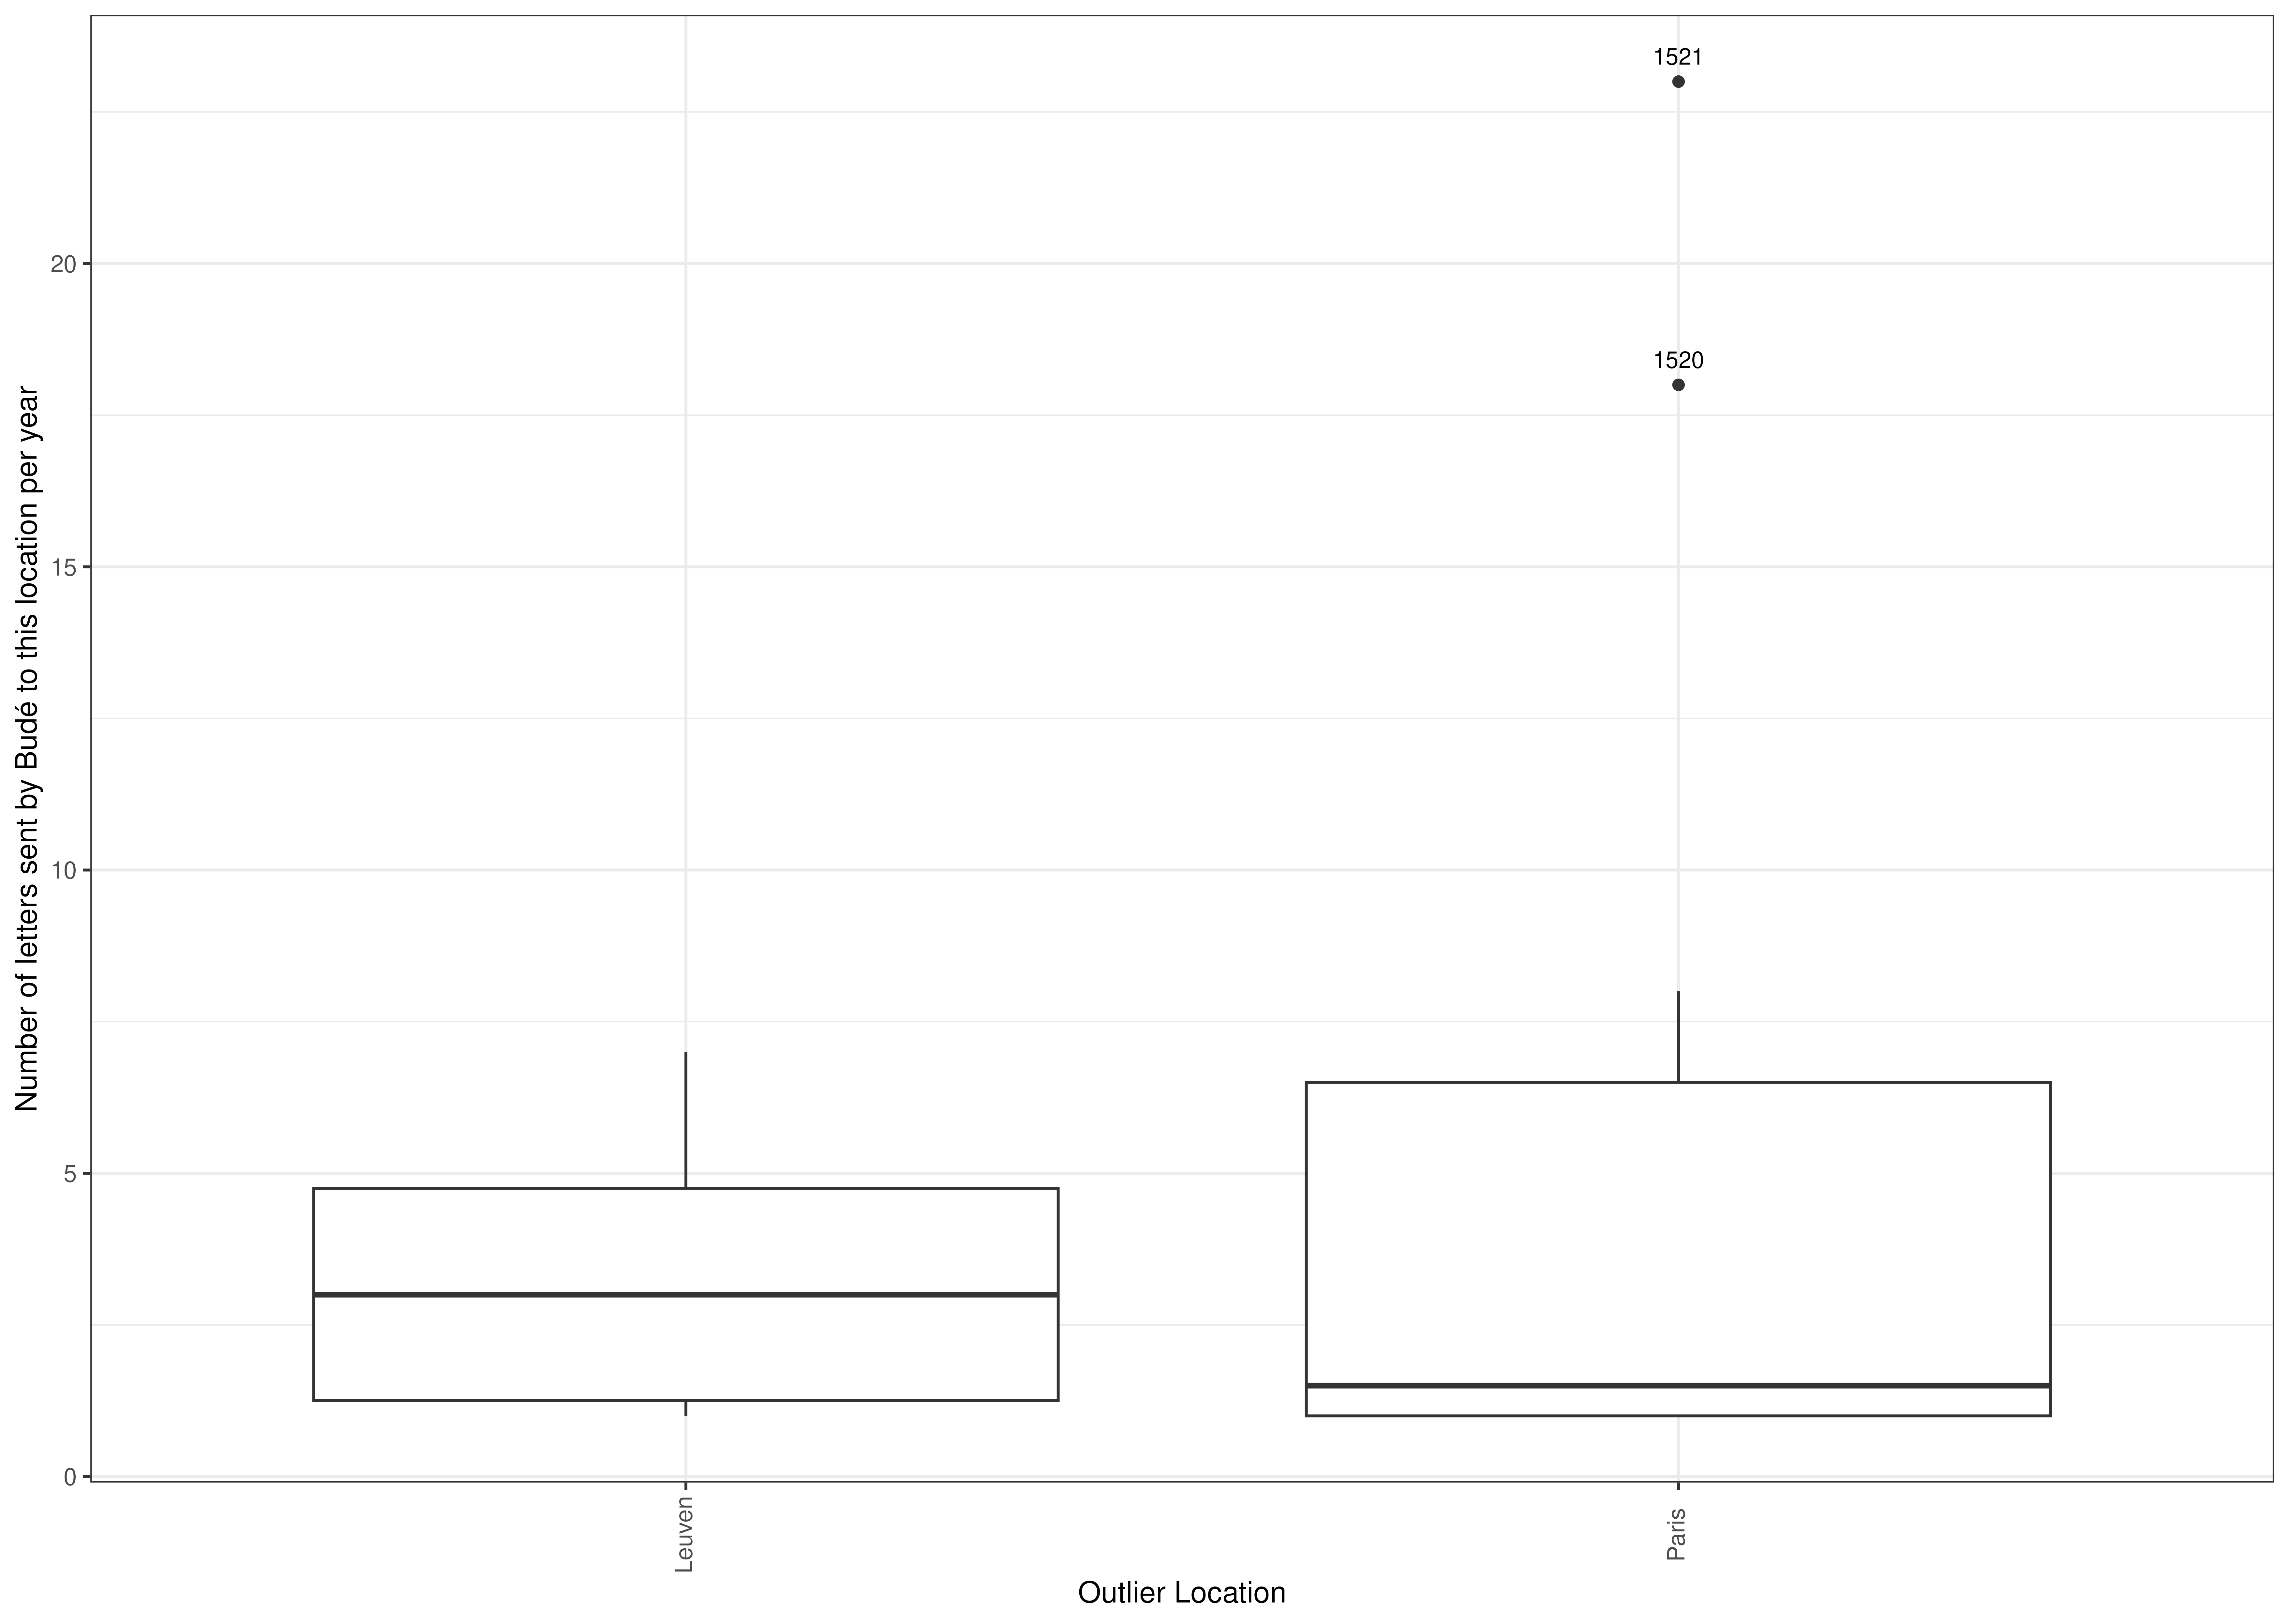 Number of letters sent by Budé to this location per year
20
15
10
5
0
1521
1520
Leuven
Paris
Outlier Location